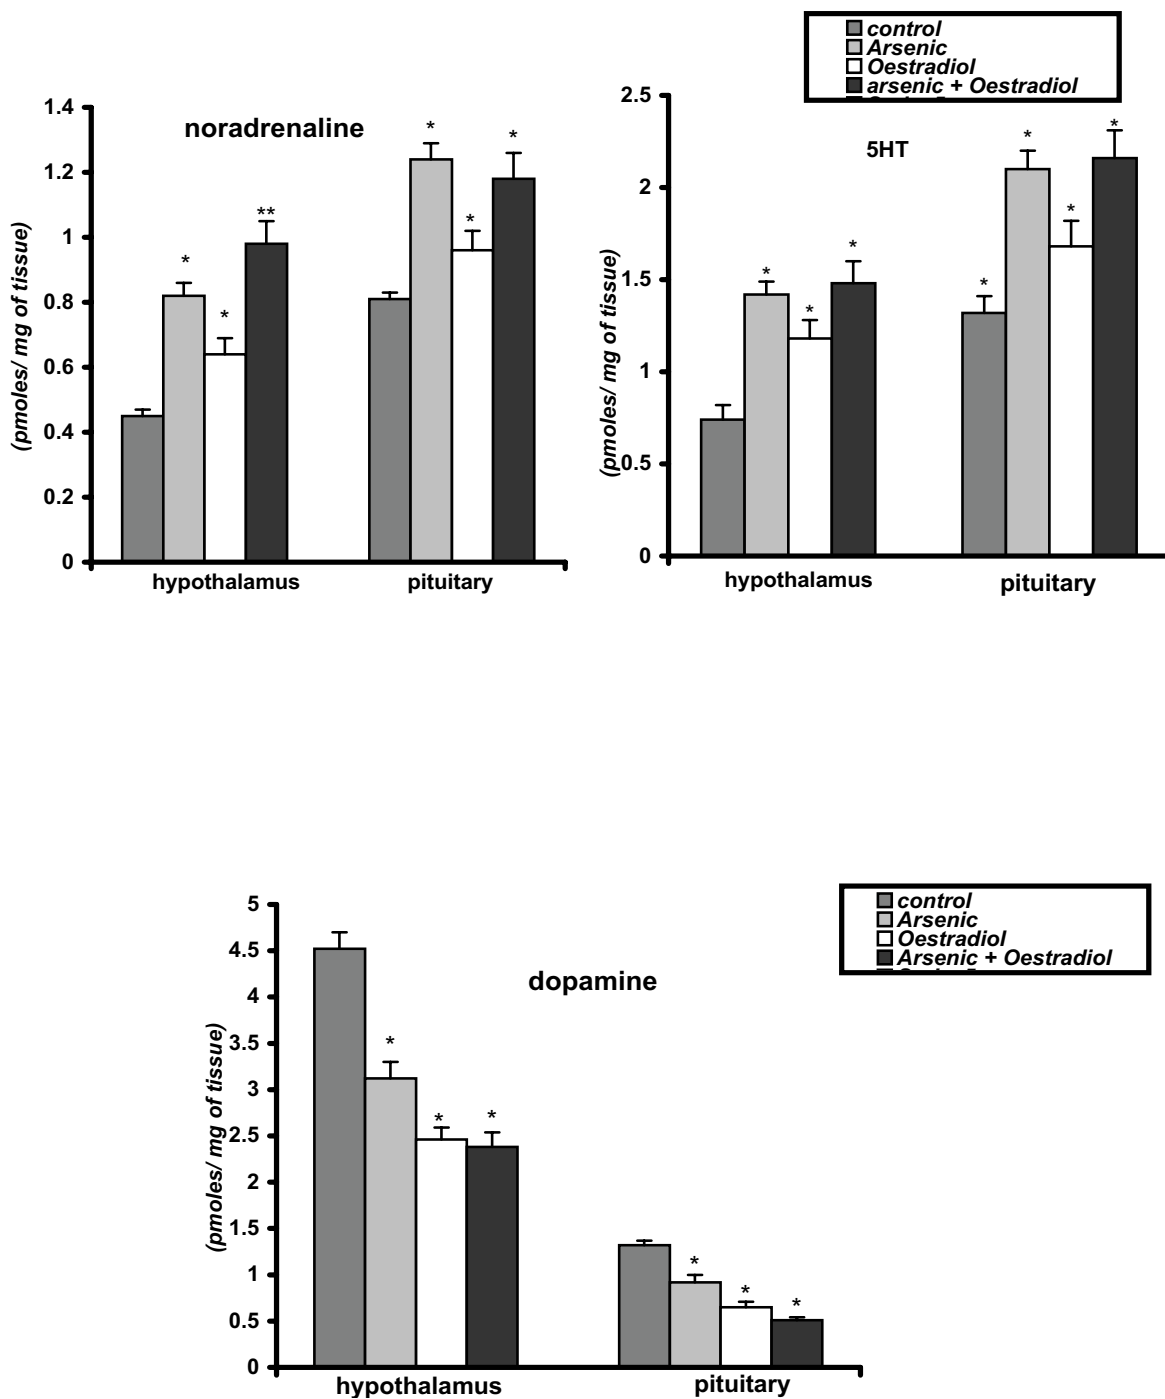 control
Arsenic
Oestradiol
arsenic + Oestradiol
noradrenaline
(pmoles/ mg of tissue)
1.4
1.2
1
0.8
0.6
0.4
0.2
0
* * ** * * *
hypothalamus pituitary
5HT
(pmoles/ mg of tissue)
2.5
2
1.5
1
0.5
0
* * * * * * *
hypothalamus pituitary
control
Arsenic
Oestradiol
Arsenic + Oestradiol
dopamine
(pmoles/ mg of tissue)
5
4.5
4
3.5
3
2.5
2
1.5
1
0.5
0
* * * * * *
hypothalamus pituitary